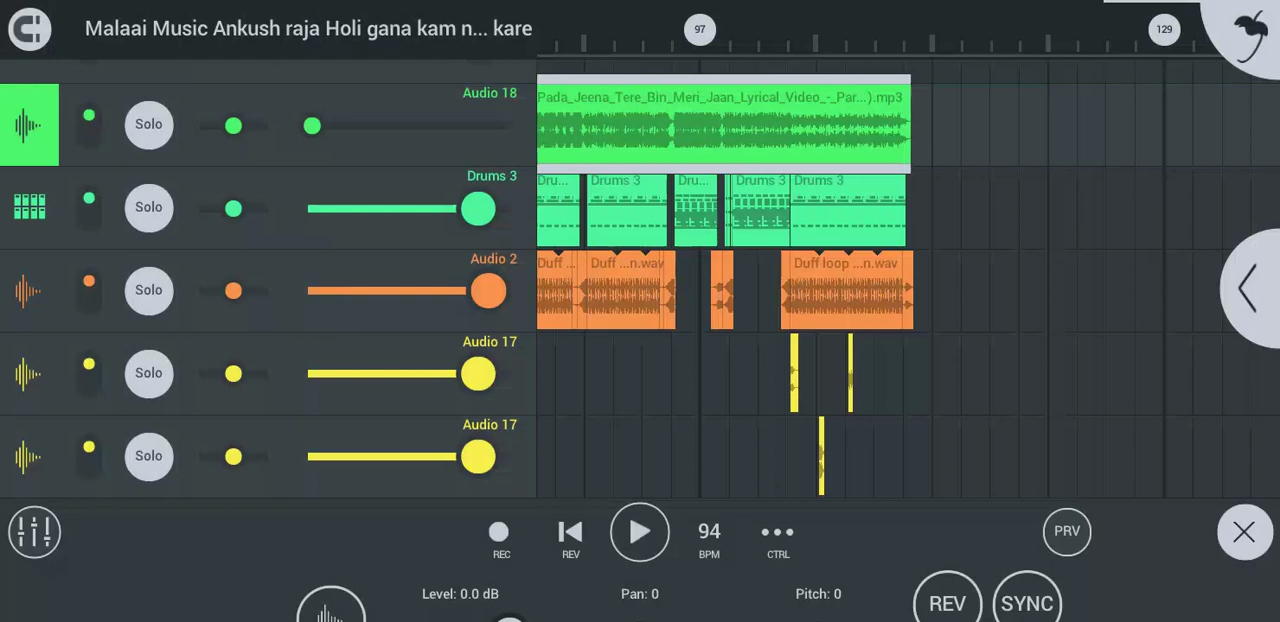 Malaai Music Ankush raja Holi gana kam n... kare
97
129
Audio 18
Pada_Jeena_Tere_Bin_Meri_Jaan_Lyrical_Video_-_Par...).mp3
Solo
Drums 3
Dru...
Drums 3
Dru...
Drums 3
Drums 3
Solo
Audio 2
Duff ...
Duff ...n.wav
Duff loop ...n.wav
Solo
Audio 17
Solo
Audio 17
Solo
REC
REV
94
BPM
CTRL
PRV
Level: 0.0 dB
Pan: 0
Pitch: 0
REV
SYNC